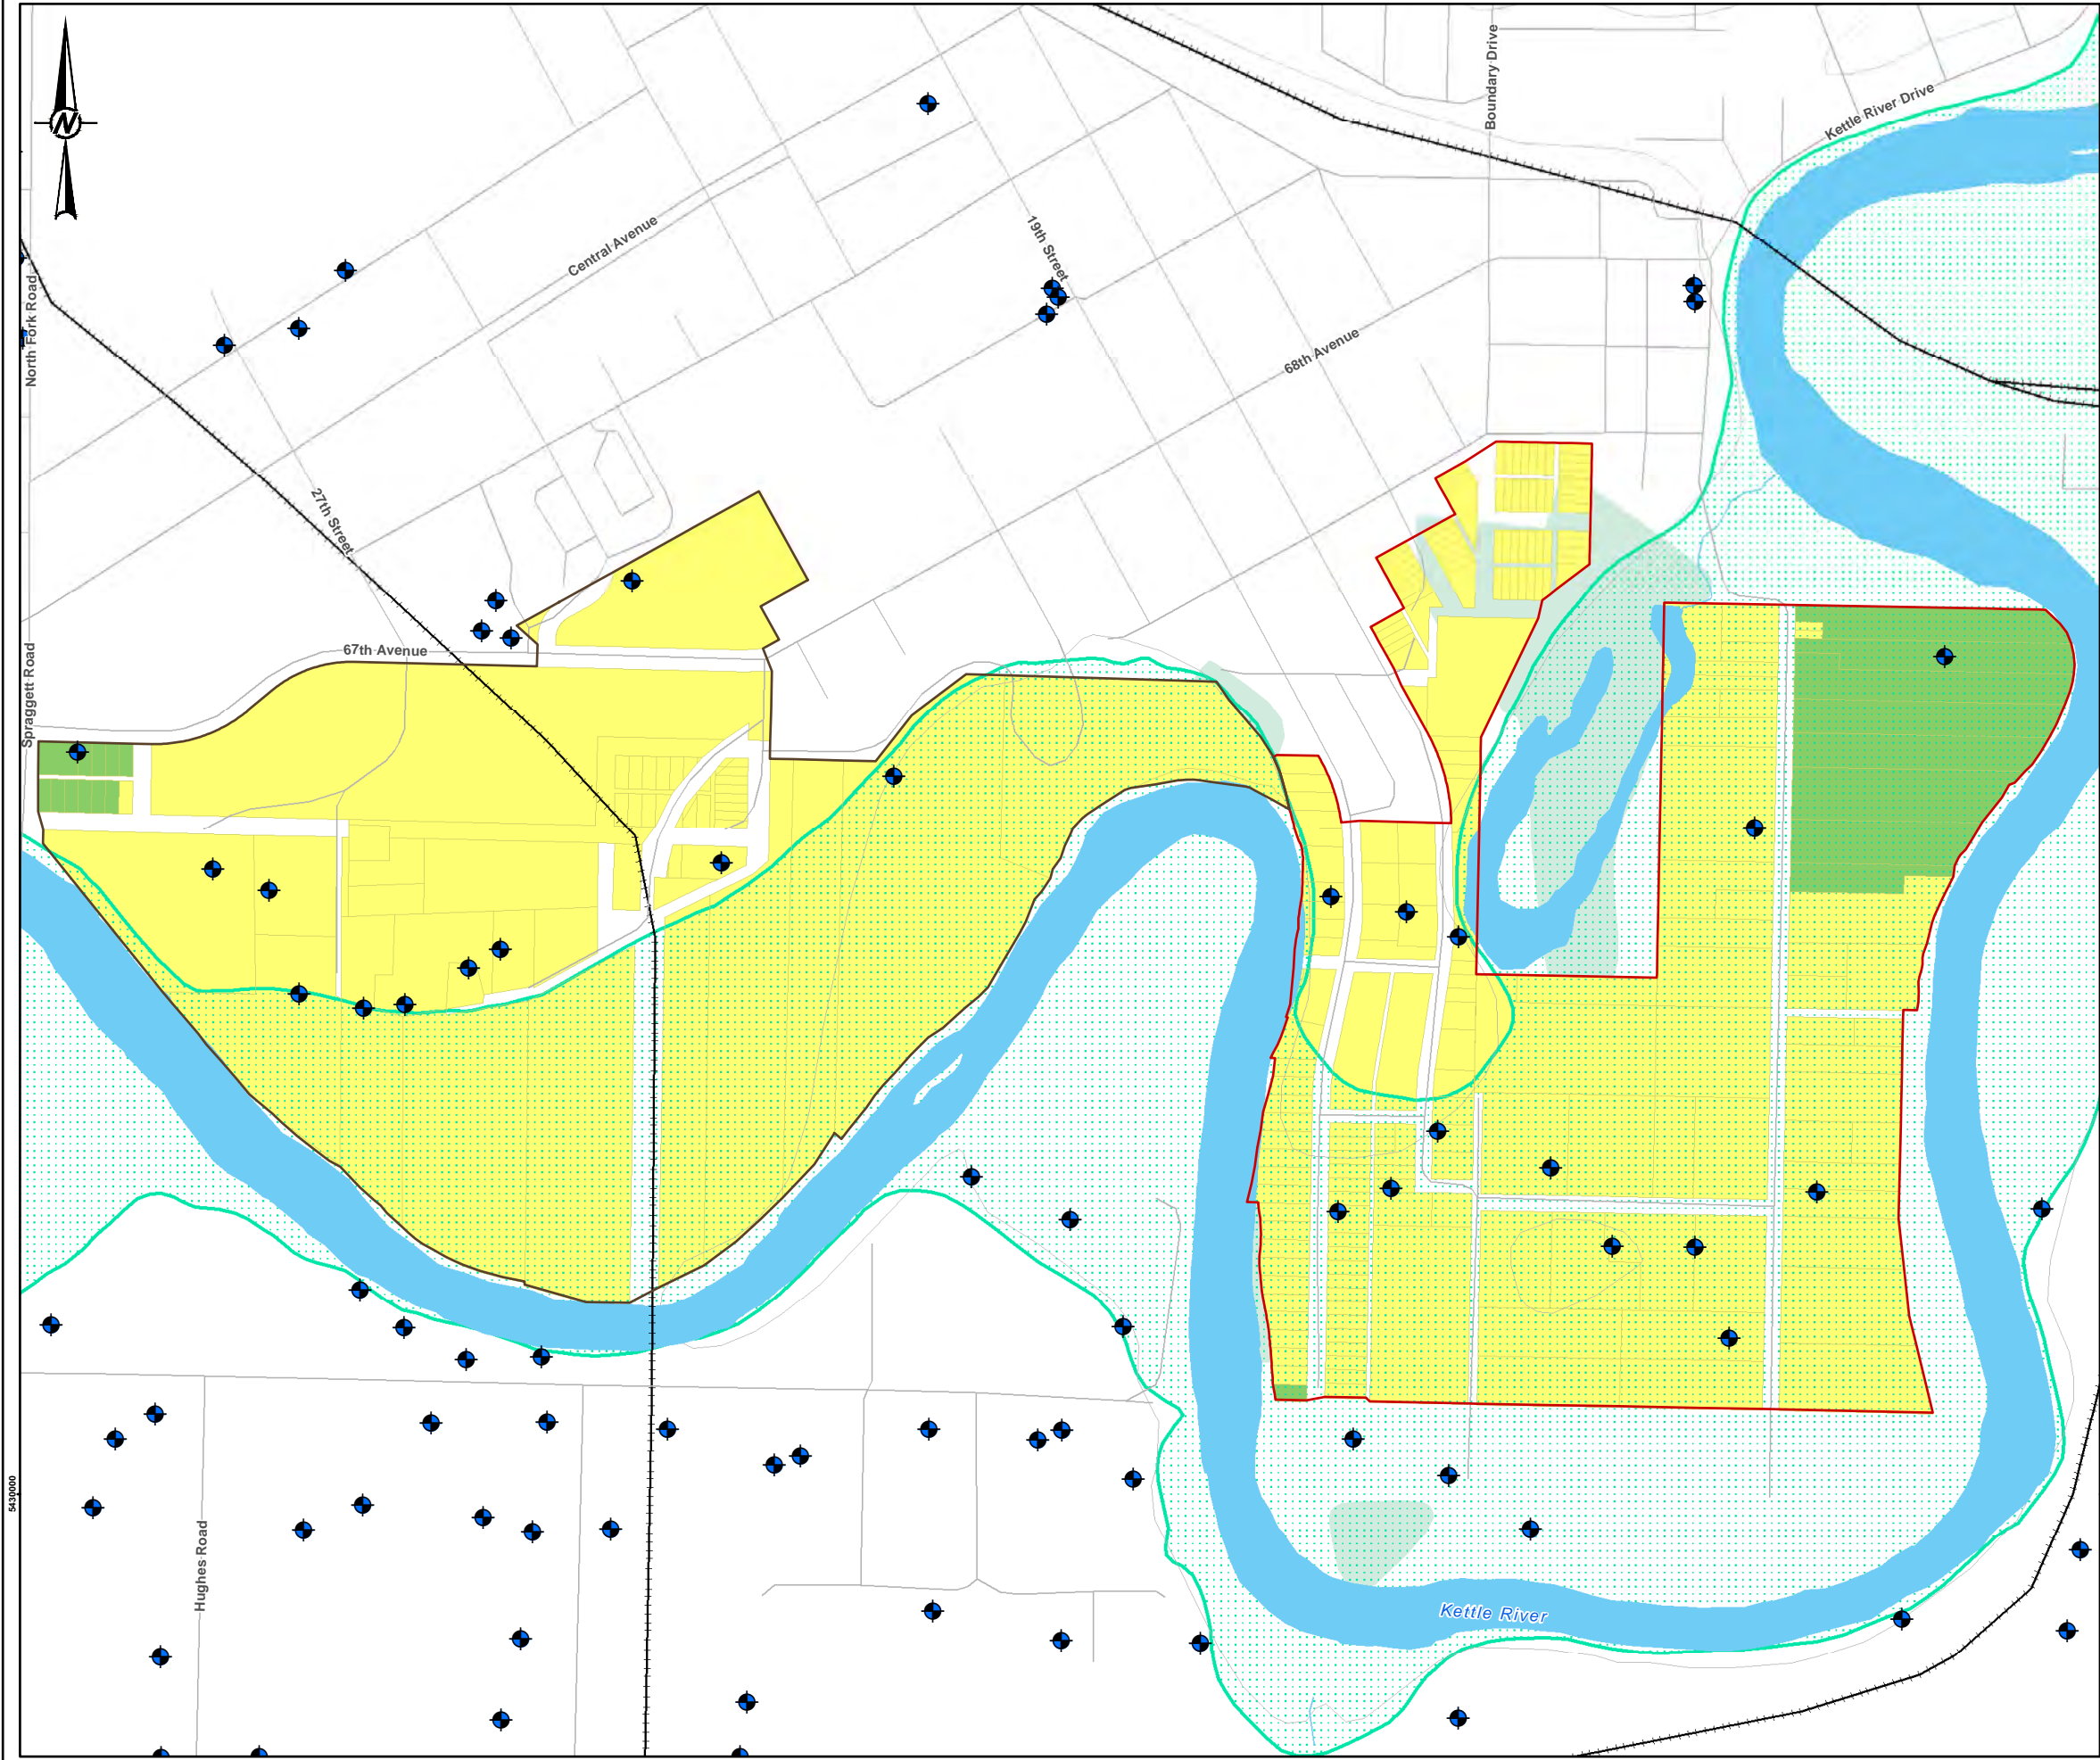 Boundary Drive
Kettle River Drive
N
Central Avenue
19th Street
North Fork Road
68th Avenue
27th Street
67th Avenue
Spraggett Road
5430000
Hughes Road
Kettle River